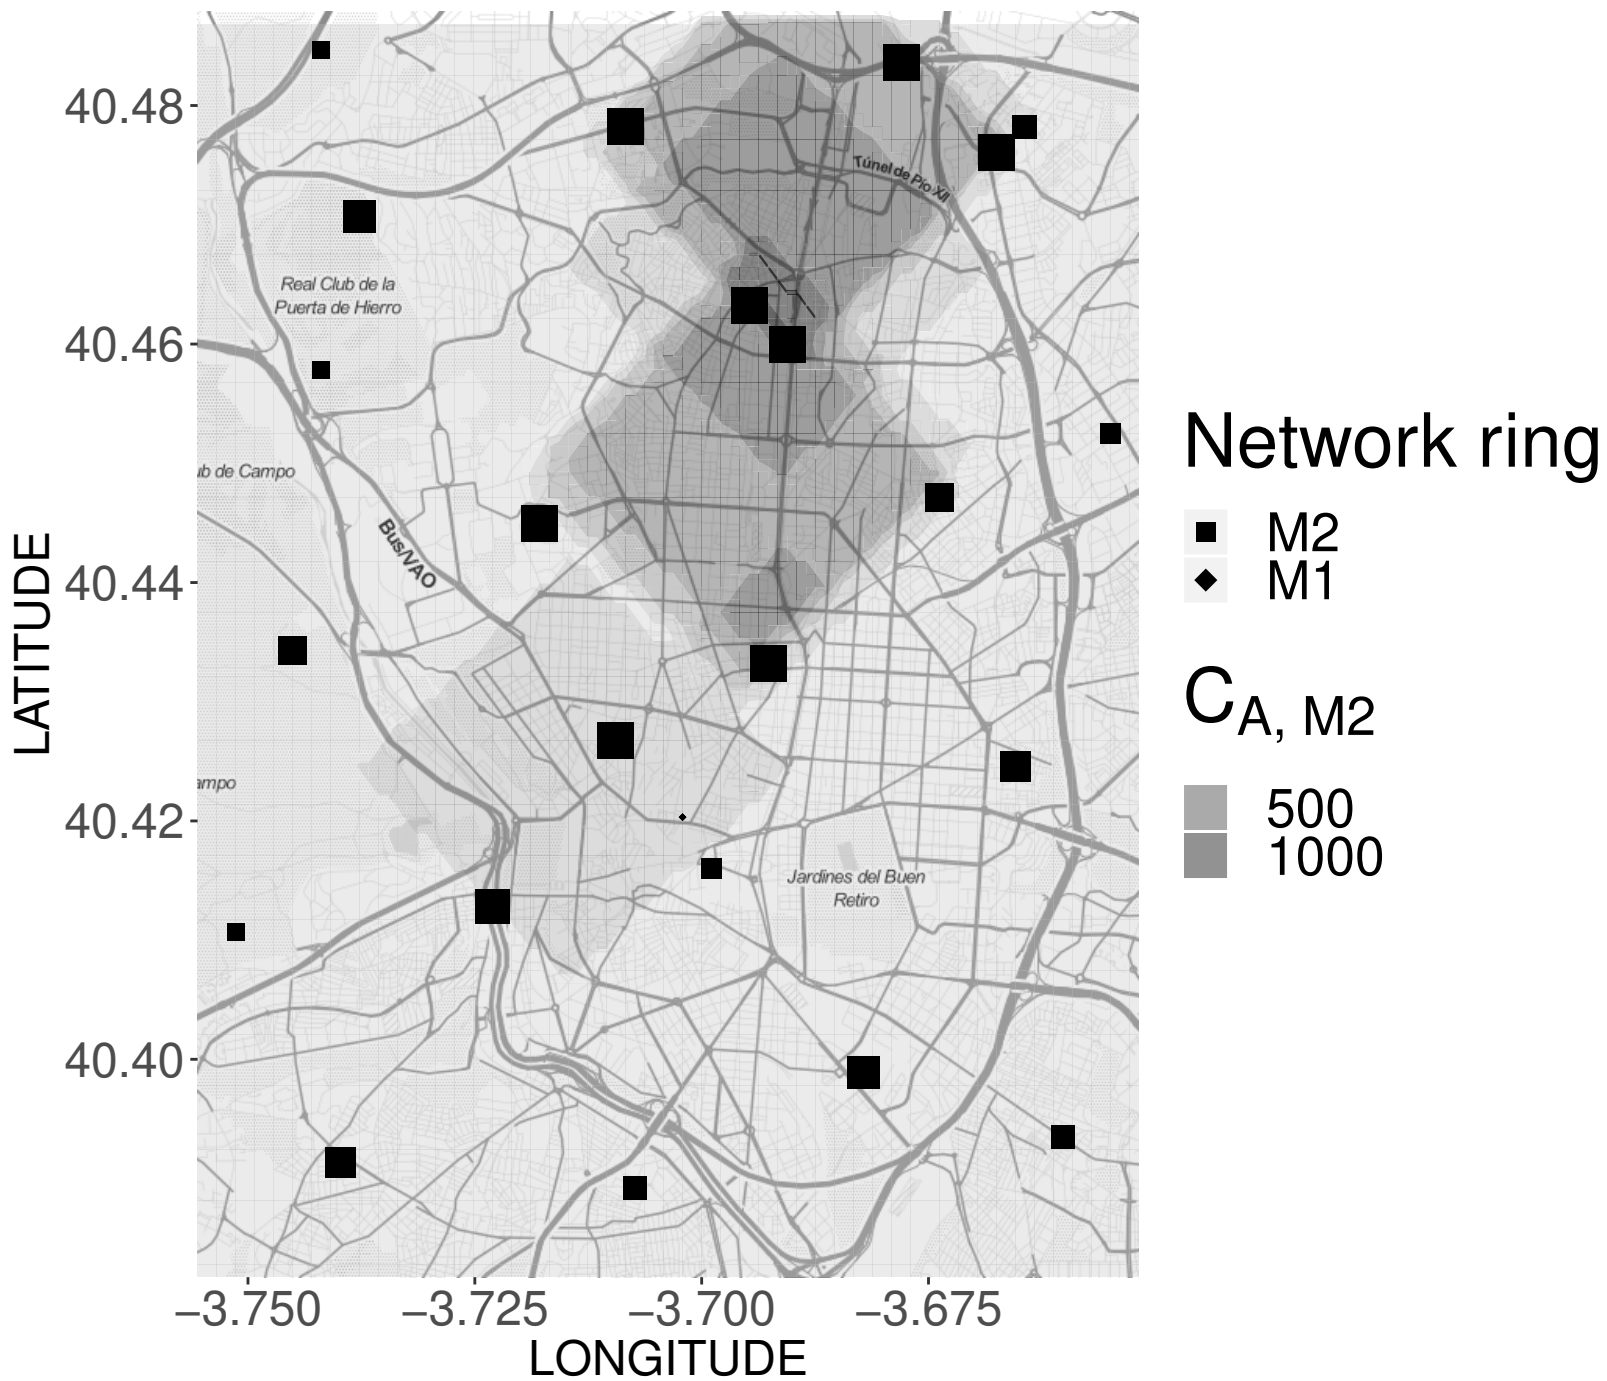 40.48
40.46
40.44
40.42
40.40
LATITUDE
−3.750
−3.725
−3.700
−3.675
LONGITUDE
Túnel de Pío XII
Real Club de la
Puerta de Hierro
ub de Campo
Bus/VAO
ampo
Jardines del Buen
Retiro
Network ring
M2
M1
C_A, M2
500
1000